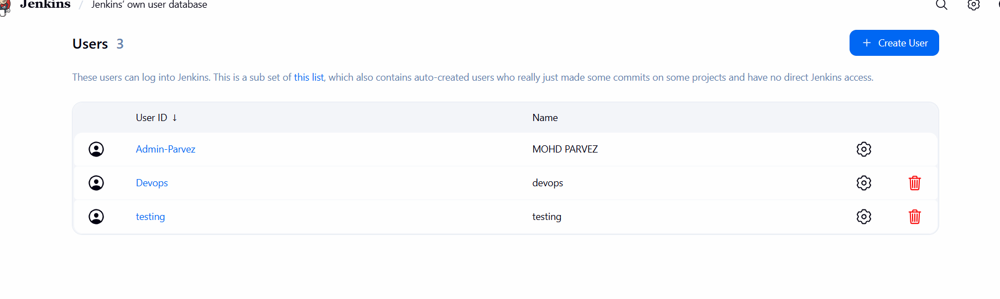 Jenkins / Jenkins' own user database
Users 3
+ Create User
These users can log into Jenkins. This is a sub set of this list, which also contains auto-created users who really just made some commits on some projects and have no direct Jenkins access.
User ID ↓ Name
Admin-Parvez MOHD PARVEZ
Devops devops
testing testing